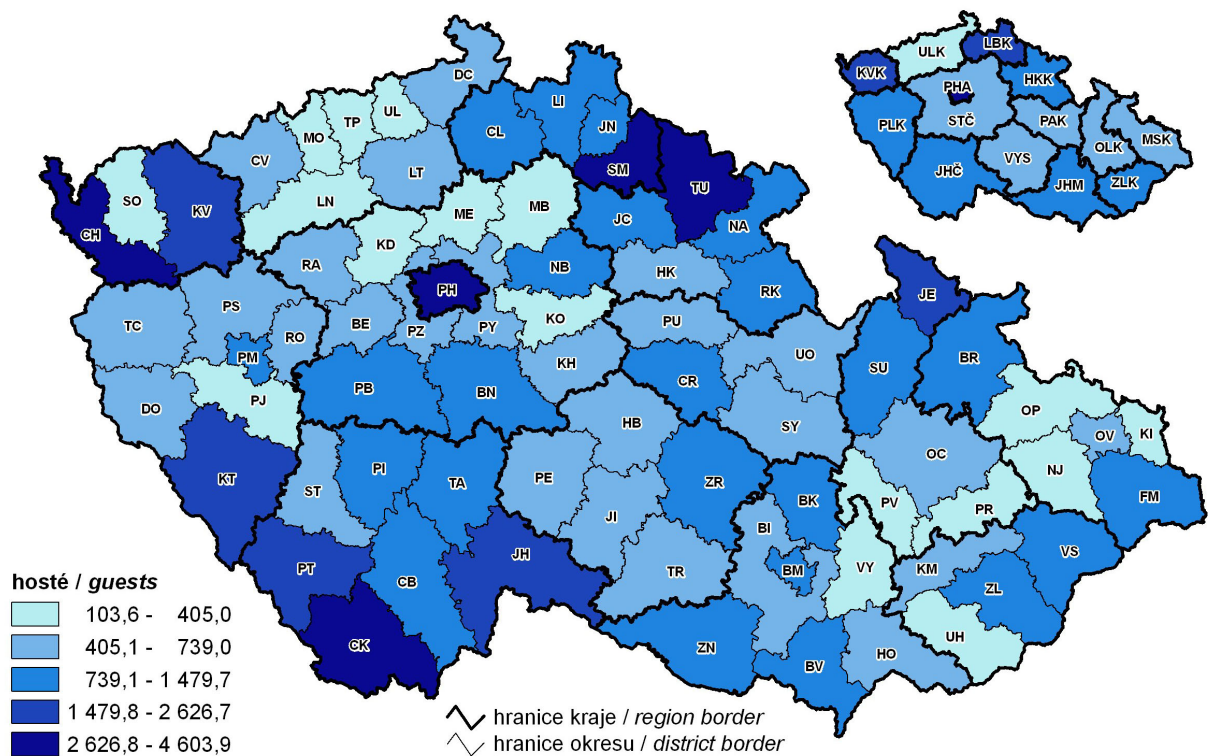 DC
ULK
LBK
KVK
HKK
PHA
PLK
STČ
PAK
OLK
MSK
VYS
JHČ
JHM
ZLK
LI
UL
TP
MO
CL
JN
CV
LT
SM
TU
SO
KV
LN
ME
MB
CH
JC
NA
KD
RA
NB
HK
PH
RK
JE
PS
TC
BE
KO
PU
RO
PZ
PY
UO
PM
KH
SU
BR
PB
BN
CR
PJ
DO
OP
HB
SY
OV
KI
OC
NJ
KT
PI
ST
TA
PE
ZR
BK
PV
FM
PR
JI
BI
VS
JH
PT
CB
TR
BM
VY
KM
ZL
CK
ZN
BV
HO
UH
hosté / guests
103,6 - 405,0
405,1 - 739,0
739,1 - 1 479,7
1 479,8 - 2 626,7
2 626,8 - 4 603,9
hranice kraje / region border
hranice okresu / district border